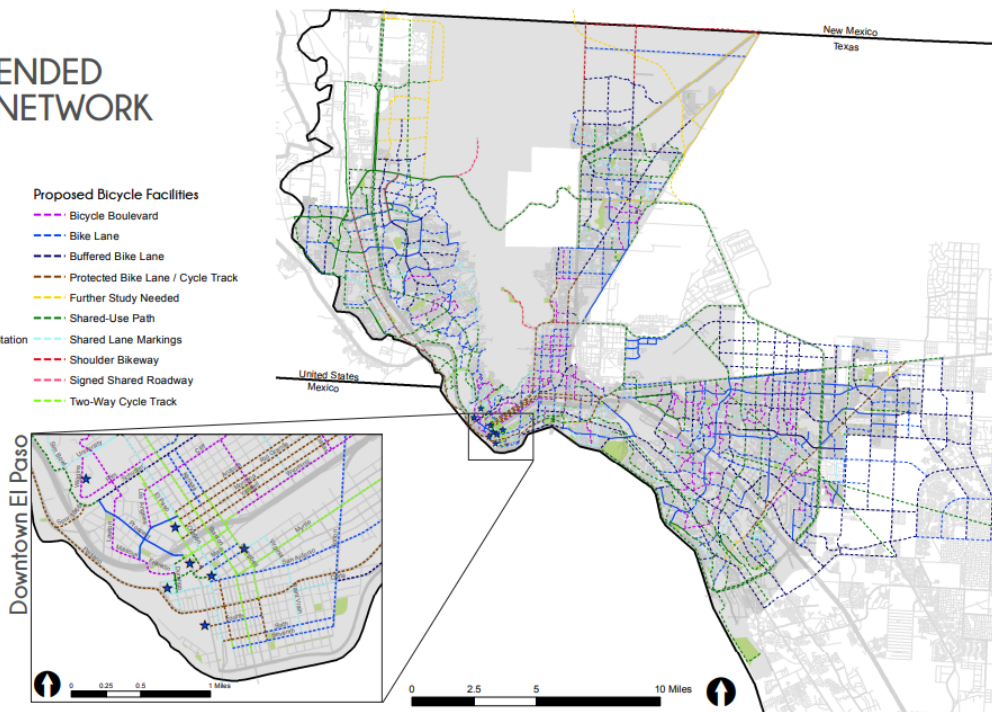 ENDED
NETWORK
New Mexico
Texas
Proposed Bicycle Facilities
Bicycle Boulevard
Bike Lane
Buffered Bike Lane
Protected Bike Lane / Cycle Track
Further Study Needed
Shared-Use Path
tation
Shared Lane Markings
Shoulder Bikeway
Signed Shared Roadway
Two-Way Cycle Track
United States
Mexico
Downtown El Paso
Myrtle
San Antonio
0 0.25 0.5 1 Miles
0 2.5 5 10 Miles